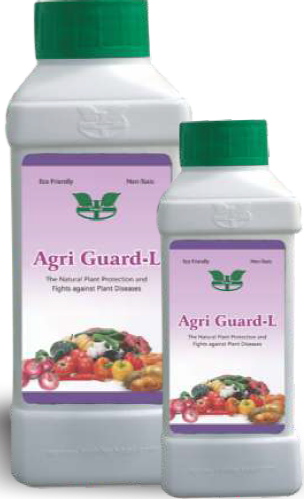 Eco Friendly Non-Toxic
Agri Guard-L
The Natural Plant Protection and
Fights against Plant Diseases
Eco Friendly Non-Toxic
Agri Guard-L
The Natural Plant Protection and
Fights against Plant Diseases